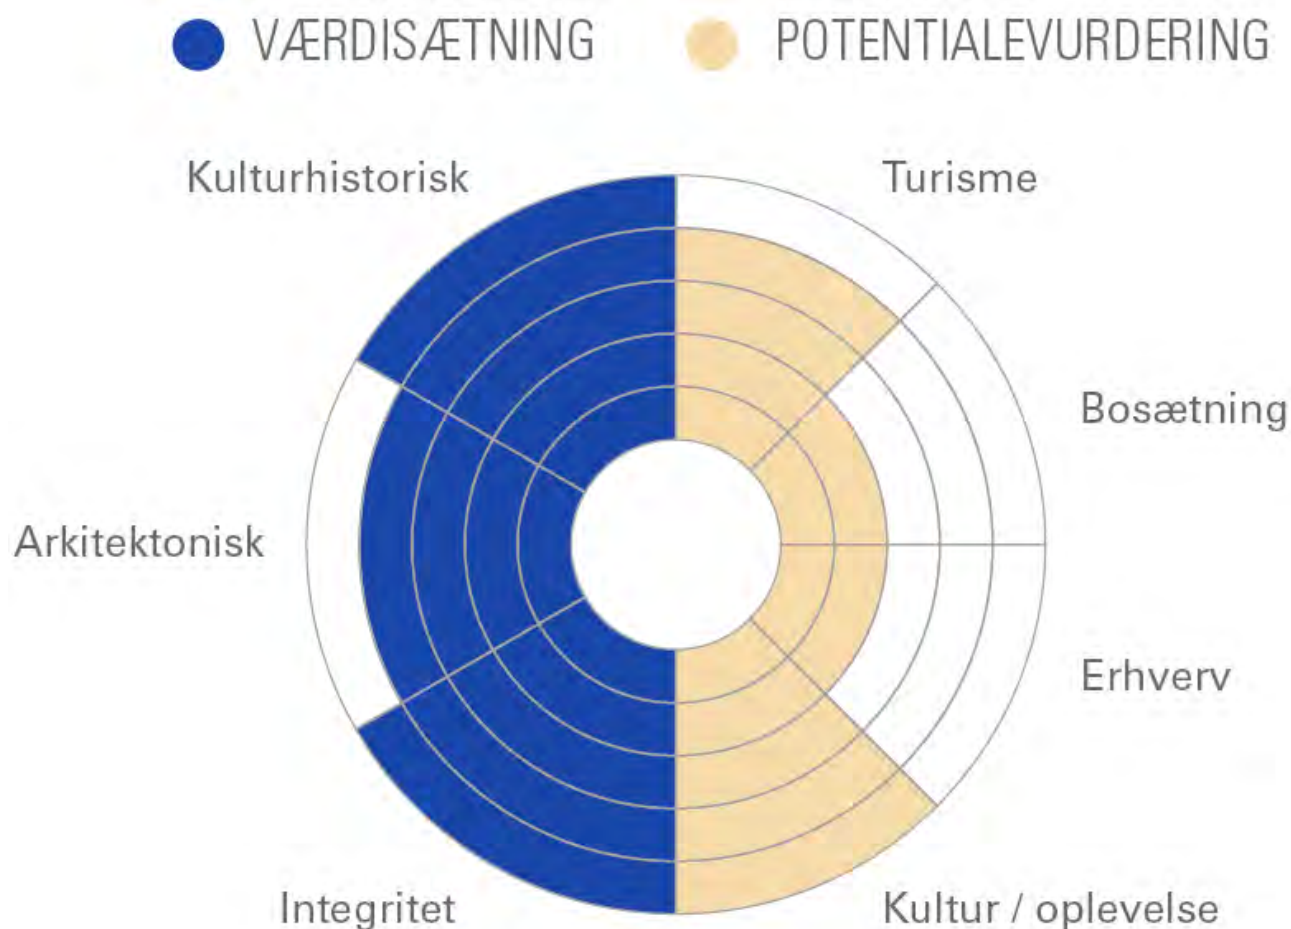 VÆRDISÆTNING
POTENTIALEVURDERING
Kulturhistorisk
Turisme
Bosætning
Arkitektonisk
Erhverv
Integritet
Kultur / oplevelse